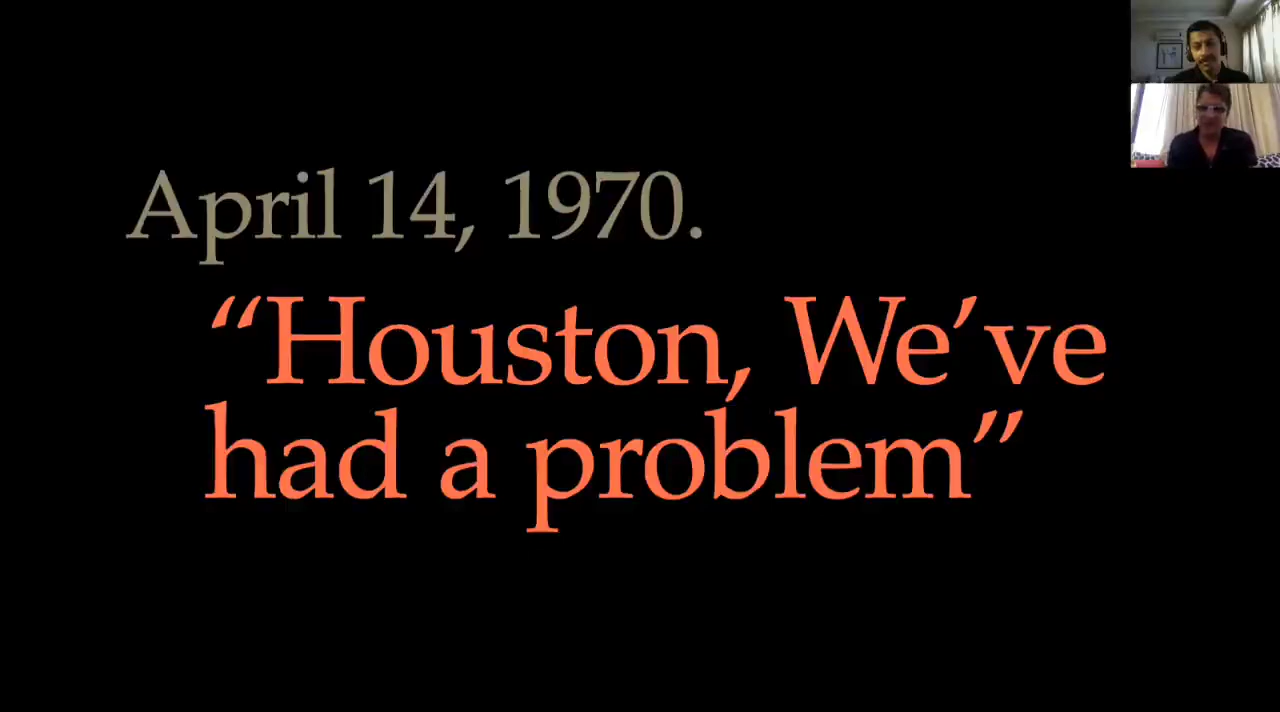 April 14, 1970.
“Houston, We’ve
had a problem”